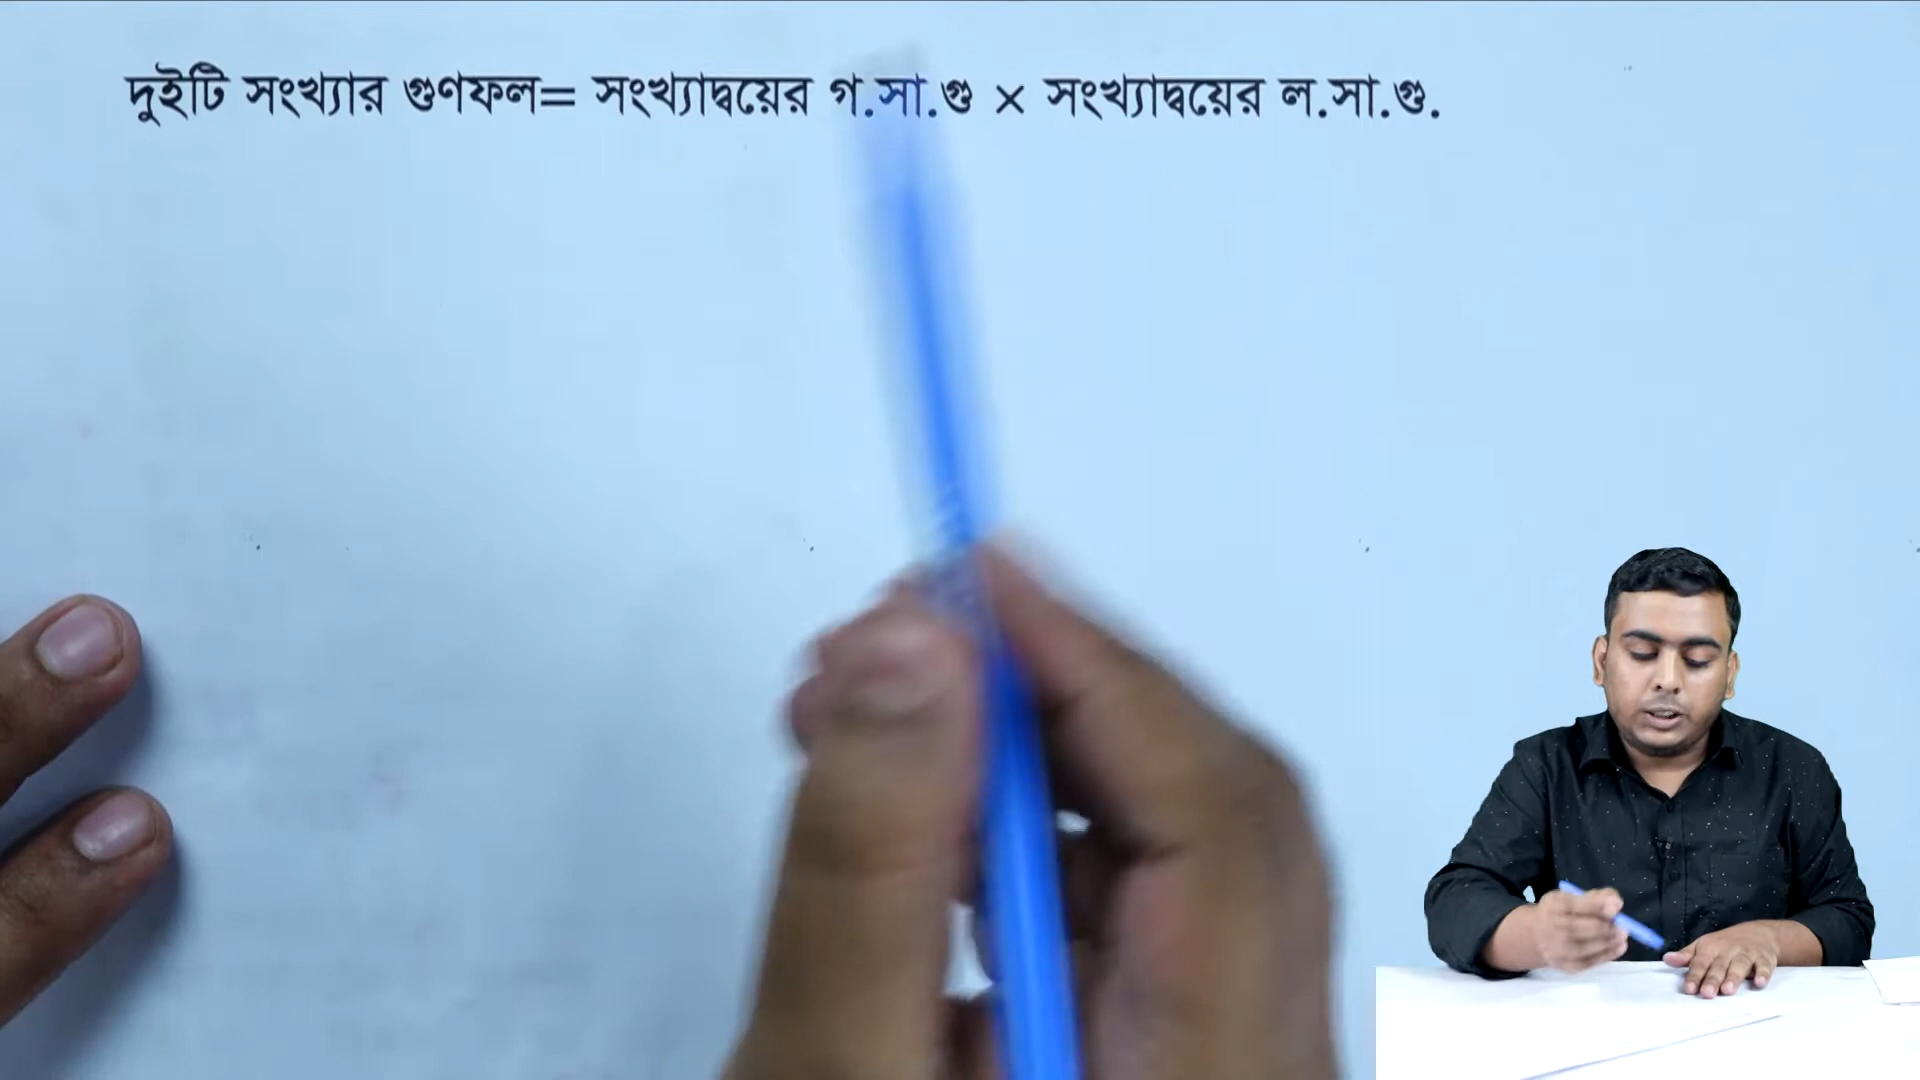 দুইটি সংখ্যার গুণফল= সংখ্যাদ্বয়ের গ.সা.গু × সংখ্যাদ্বয়ের ল.সা.গু.